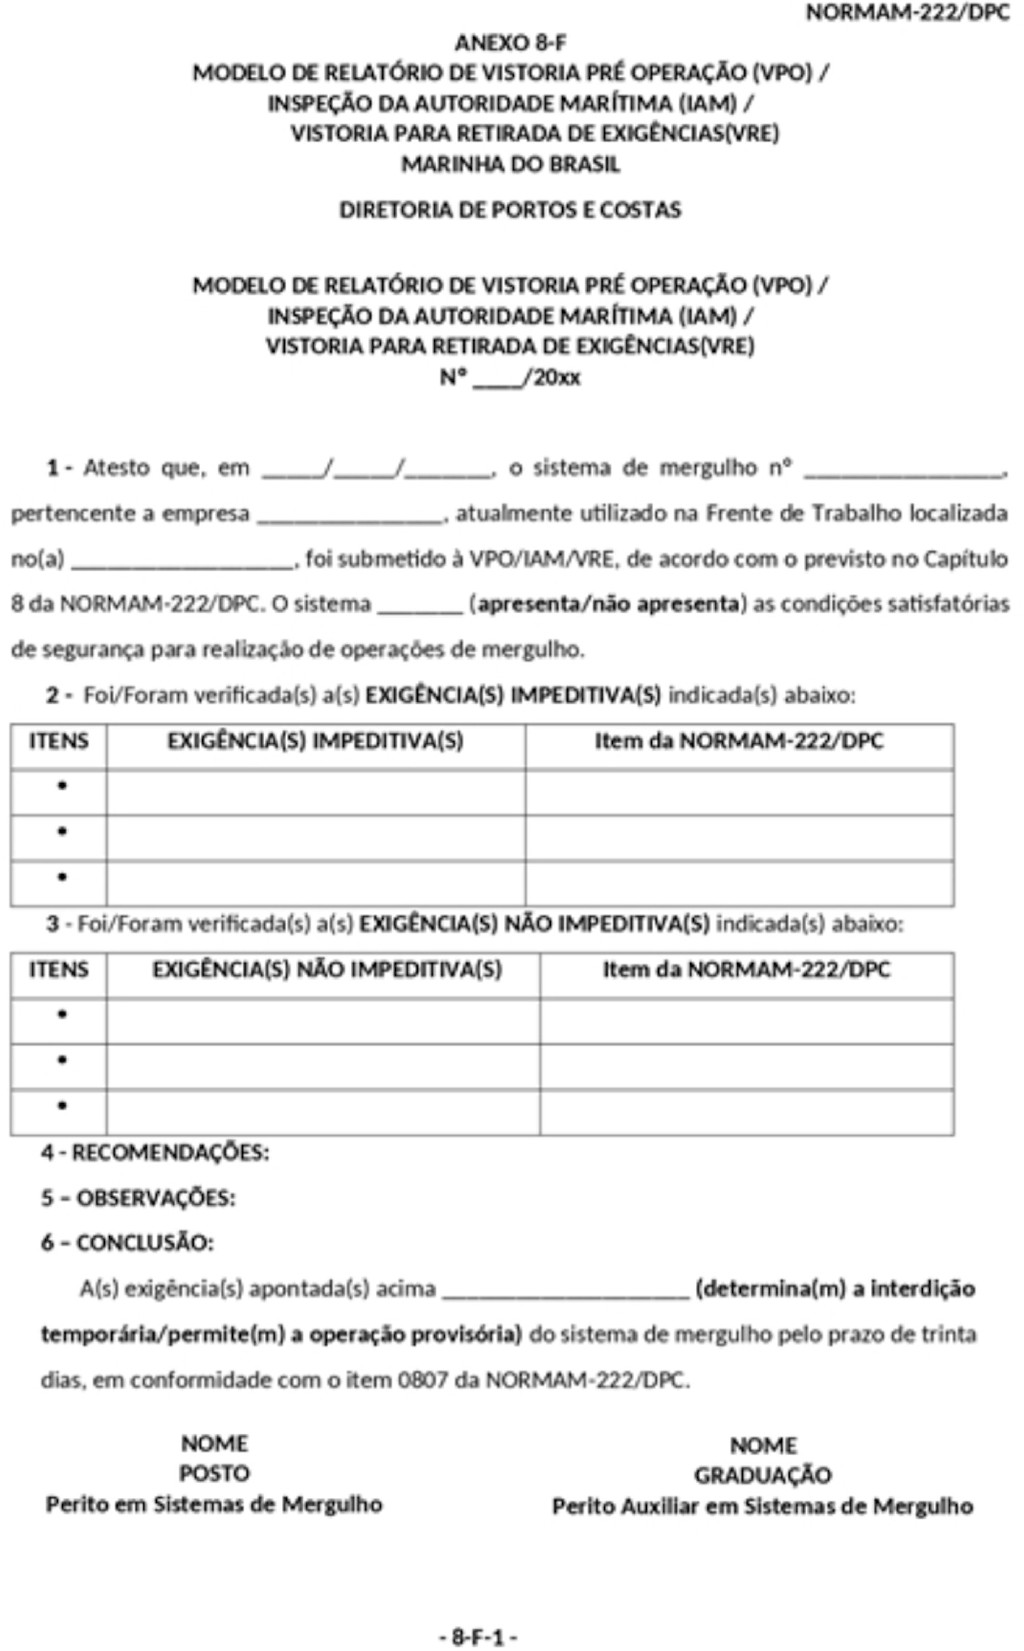 NORMAM-222/DPC
ANEXO 8-F
MODELO DE RELATÓRIO DE VISTORIA PRÉ OPERAÇÃO (VPO) /
INSPEÇÃO DA AUTORIDADE MARÍTIMA (IAM) /
VISTORIA PARA RETIRADA DE EXIGÊNCIAS(VRE)
MARINHA DO BRASIL
DIRETORIA DE PORTOS E COSTAS
MODELO DE RELATÓRIO DE VISTORIA PRÉ OPERAÇÃO (VPO) /
INSPEÇÃO DA AUTORIDADE MARÍTIMA (IAM) /
VISTORIA PARA RETIRADA DE EXIGÊNCIAS(VRE)
N° ____/20xx
1 - Atesto que, em _____/_____/_______, o sistema de mergulho nº ________________,
pertencente a empresa _______________, atualmente utilizado na Frente de Trabalho localizada
no(a) __________________, foi submetido à VPO/IAM/VRE, de acordo com o previsto no Capítulo
8 da NORMAM-222/DPC. O sistema _______ (apresenta/não apresenta) as condições satisfatórias
de segurança para realização de operações de mergulho.
2 - Foi/Foram verificada(s) a(s) EXIGÊNCIA(S) IMPEDITIVA(S) indicada(s) abaixo:
ITENS EXIGÊNCIA(S) IMPEDITIVA(S) Item da NORMAM-222/DPC
•
•
•
3 - Foi/Foram verificada(s) a(s) EXIGÊNCIA(S) NÃO IMPEDITIVA(S) indicada(s) abaixo:
ITENS EXIGÊNCIA(S) NÃO IMPEDITIVA(S) Item da NORMAM-222/DPC
•
•
•
4 - RECOMENDAÇÕES:
5 – OBSERVAÇÕES:
6 – CONCLUSÃO:
A(s) exigência(s) apontada(s) acima ____________________ (determina(m) a interdição
temporária/permite(m) a operação provisória) do sistema de mergulho pelo prazo de trinta
dias, em conformidade com o item 0807 da NORMAM-222/DPC.
NOME NOME
POSTO GRADUAÇÃO
Perito em Sistemas de Mergulho Perito Auxiliar em Sistemas de Mergulho
- 8-F-1 -